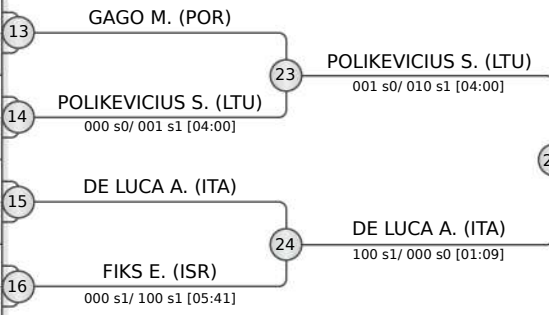 13
GAGO M. (POR)
23
POLIKEVICIUS S. (LTU)
001 s0/ 010 s1 [04:00]
14
POLIKEVICIUS S. (LTU)
000 s0/ 001 s1 [04:00]
15
DE LUCA A. (ITA)
24
DE LUCA A. (ITA)
100 s1/ 000 s0 [01:09]
16
FIKS E. (ISR)
000 s1/ 100 s1 [05:41]